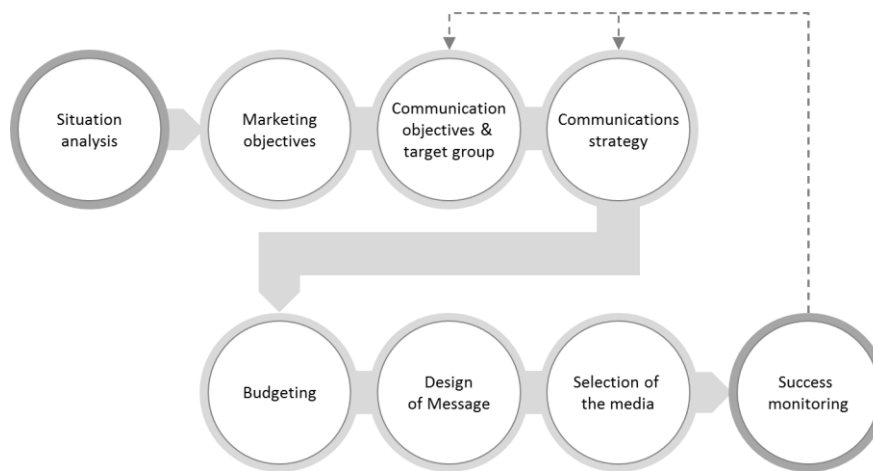 Situation
analysis
Marketing
objectives
Communication
objectives &
target group
Communications
strategy
Budgeting
Design
of Message
Selection of
the media
Success
monitoring